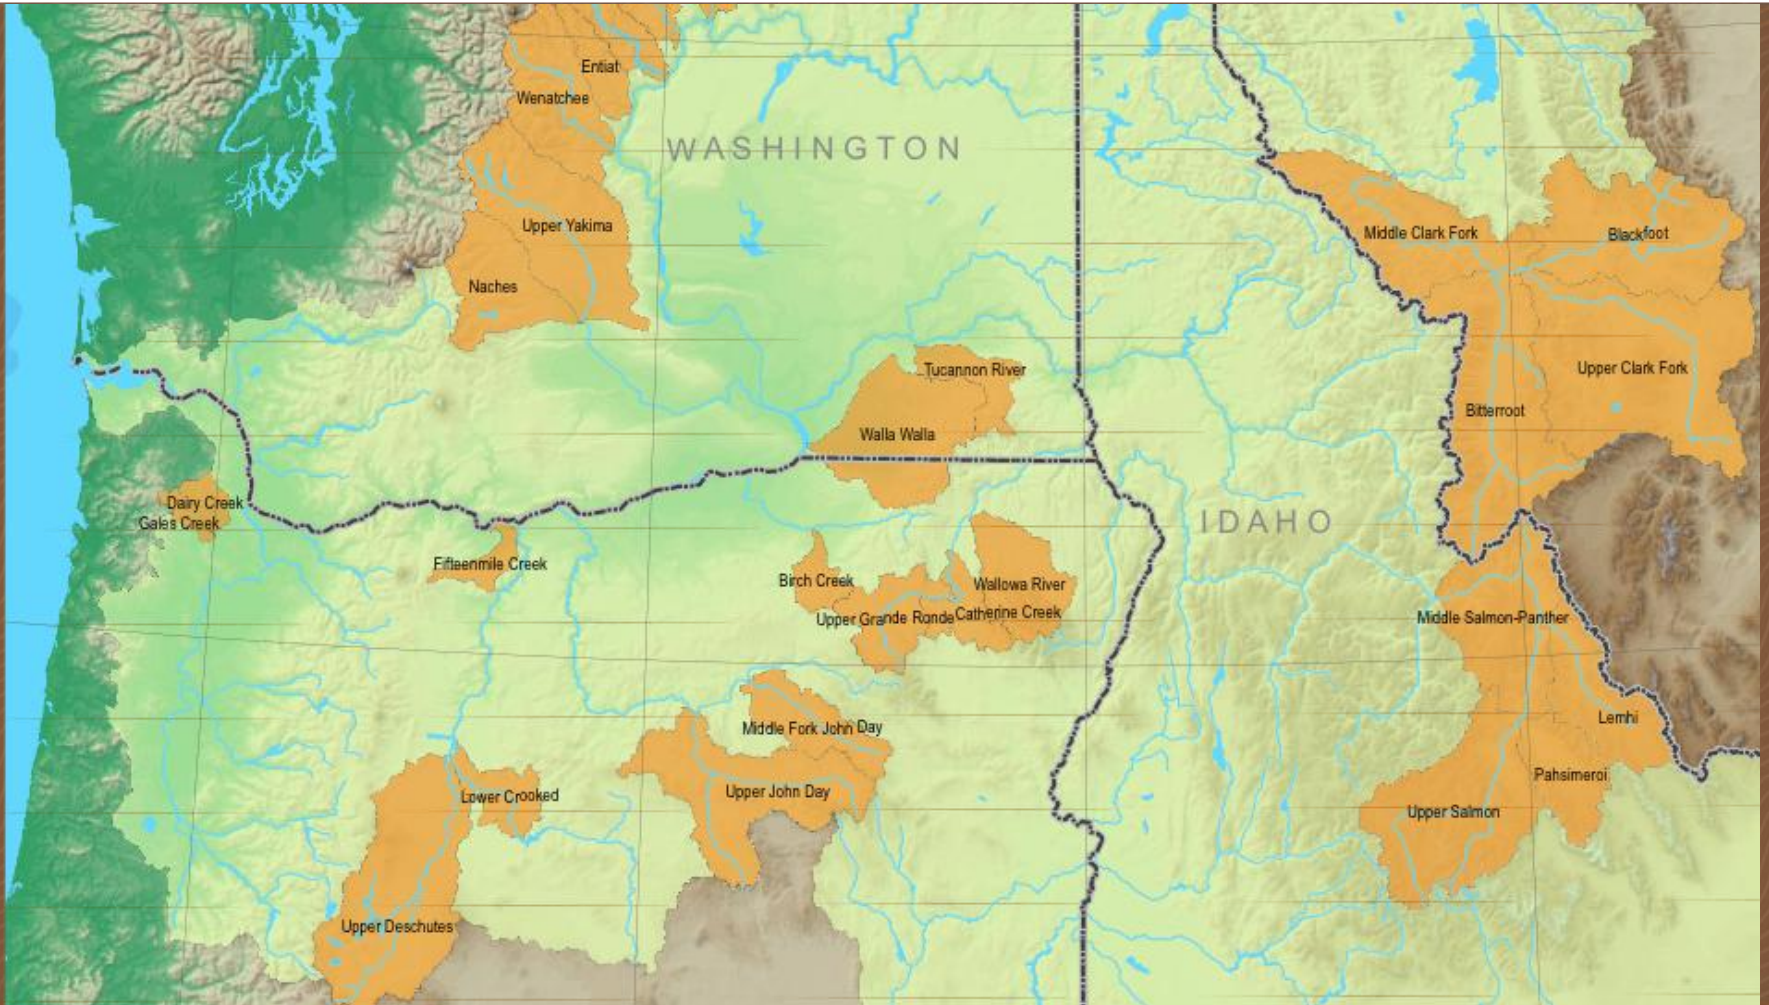 Entiat
Wenatchee
WASHINGTON
Upper Yakima
Middle Clark Fork
Blackfoot
Naches
Tucannon River
Upper Clark Fork
Bitterroot
Walla Walla
Dairy Creek
Gales Creek
IDAHO
Fifteenmile Creek
Birch Creek
Wallowa River
Upper Grande Ronde
Catherine Creek
Middle Salmon-Panther
Lemhi
Middle Fork John Day
Pahsimeroi
Upper John Day
Lower Crooked
Upper Salmon
Upper Deschutes